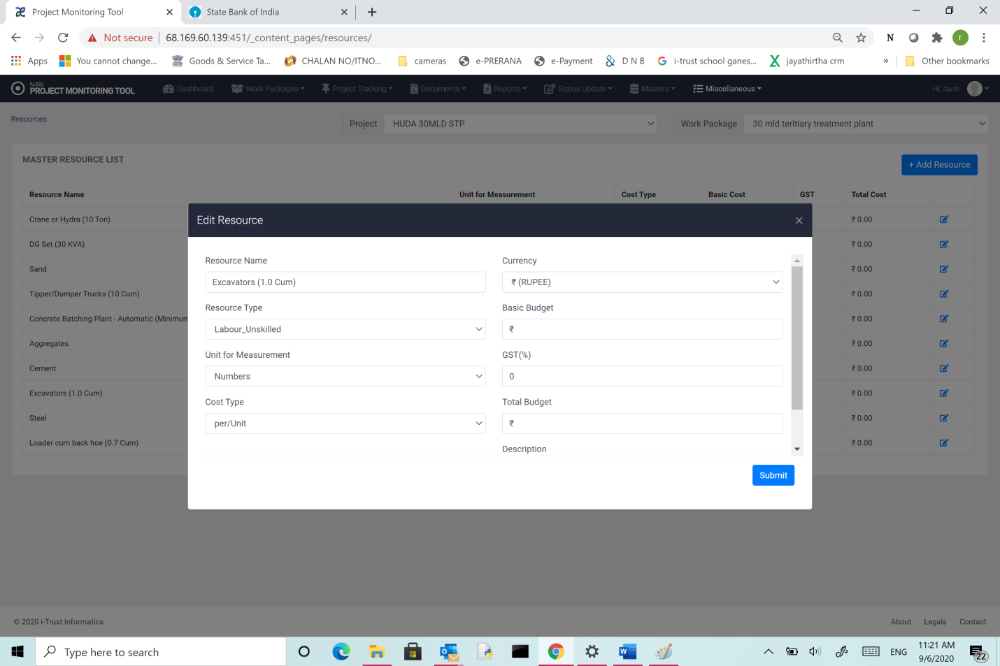 Project Monitoring Tool
State Bank of India
Not secure 68.169.60.139:451/_content_pages/resources/
N
r
Apps You cannot change... Goods & Service Ta... CHALAN NO/ITNO... cameras e-PRERANA e-Payment D N B i-trust school ganes... jayathirtha crm » Other bookmarks
NJSEI
PROJECT MONITORING TOOL
Dashboard Work Packages Project Tracking Documents Reports Status Update Masters Miscellaneous Hi, ravis
Resources Project HUDA 30MLD STP Work Package 30 mld teritiary treatment plant
MASTER RESOURCE LIST
+ Add Resource
Resource Name Unit for Measurement Cost Type Basic Cost GST Total Cost
Crane or Hydra (10 Ton) ₹ 0.00
DG Set (30 KVA) ₹ 0.00
Sand ₹ 0.00
Tipper/Dumper Trucks (10 Cum) ₹ 0.00
Concrete Batching Plant - Automatic (Minimum ₹ 0.00
Aggregates ₹ 0.00
Cement ₹ 0.00
Excavators (1.0 Cum) ₹ 0.00
Steel ₹ 0.00
Loader cum back hoe (0.7 Cum) ₹ 0.00
Edit Resource
Resource Name
Excavators (1.0 Cum)
Resource Type
Labour_Unskilled
Unit for Measurement
Numbers
Cost Type
per/Unit
Currency
₹ (RUPEE)
Basic Budget
₹
GST(%)
0
Total Budget
₹
Description
Submit
© 2020 i-Trust Informatics
About Legals Contact
Type here to search
ENG
11:21 AM
9/6/2020
22